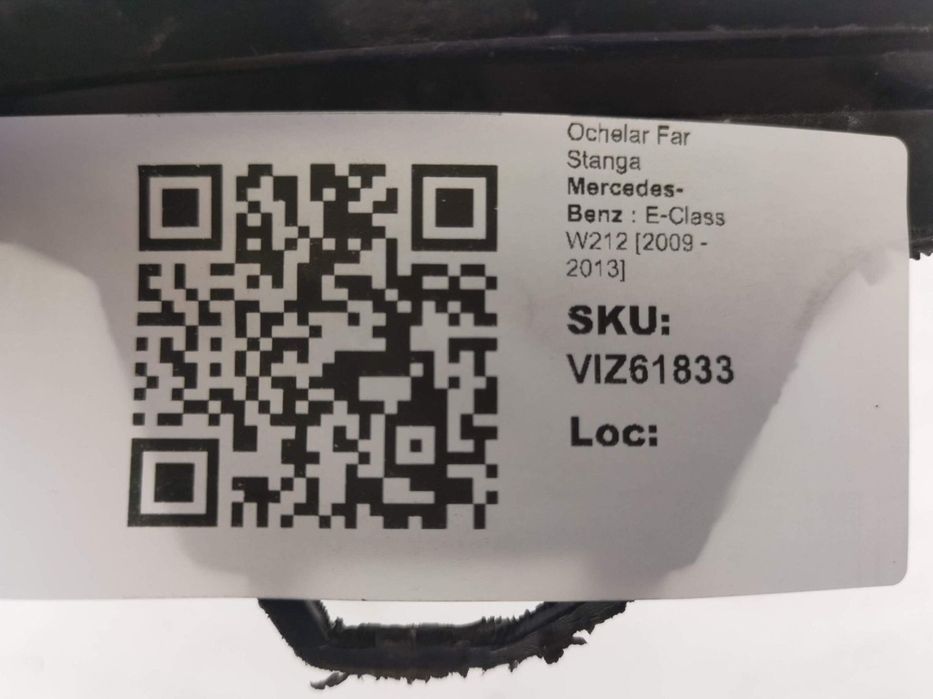 Ochelar Far
Stanga
Mercedes-
Benz : E-Class
W212 [2009 -
2013]
SKU:
VIZ61833
Loc: